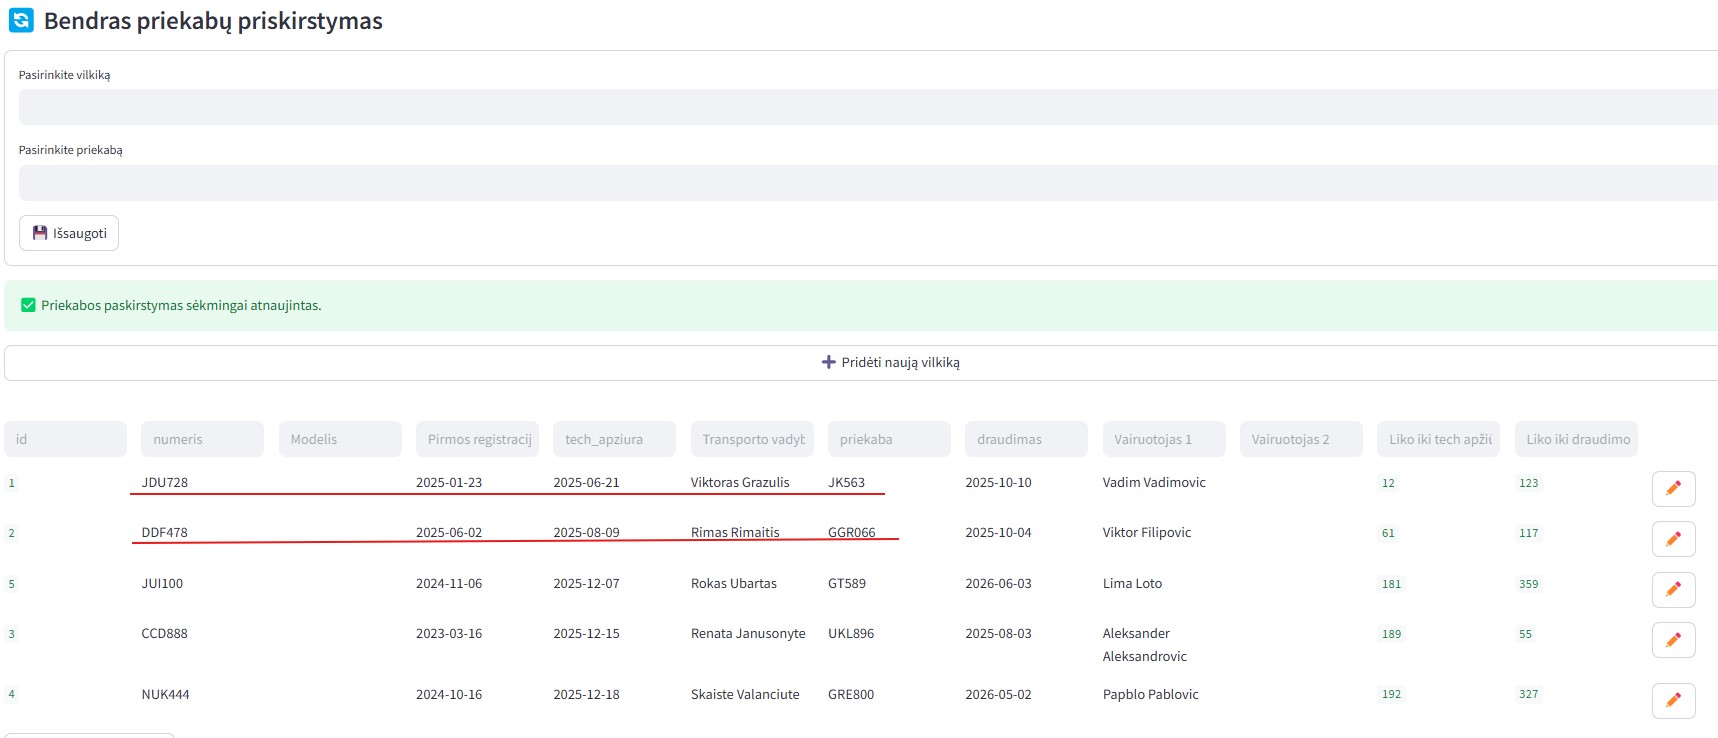 Bendras priekabų priskirstymas
Pasirinkite vilkiką
Pasirinkite priekabą
Išsaugoti
Priekabos paskirstymas sėkmingai atnaujintas.
Pridėti naują vilkiką
id numeris Modelis Pirmos registracij tech_apziura Transporto vadyb priekaba draudimas Vairuotojas 1 Vairuotojas 2 Liko iki tech apžiū Liko iki draudimo
1 JDU728 2025-01-23 2025-06-21 Viktoras Grazulis JK563 2025-10-10 Vadim Vadimovic 12 123
2 DDF478 2025-06-02 2025-08-09 Rimas Rimaitis GGR066 2025-10-04 Viktor Filipovic 61 117
5 JUI100 2024-11-06 2025-12-07 Rokas Ubartas GT589 2026-06-03 Lima Loto 181 359
3 CCD888 2023-03-16 2025-12-15 Renata Janusonyte UKL896 2025-08-03 Aleksander 189 55
Aleksandrovic
4 NUK444 2024-10-16 2025-12-18 Skaiste Valanciute GRE800 2026-05-02 Papblo Pablovic 192 327